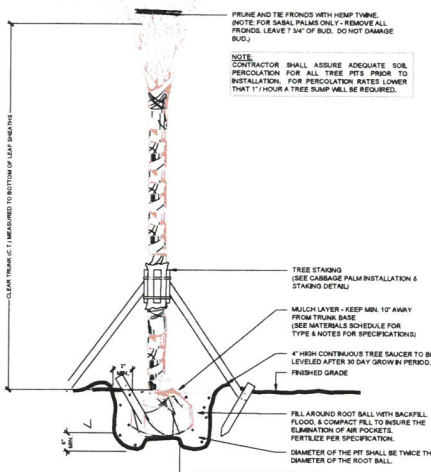 PRUNE AND TIE FRONDS WITH HEMP TWINE.
(NOTE: FOR SABAL PALMS ONLY - REMOVE ALL
FRONDS, LEAVE 7 3/4" OF BUD. DO NOT DAMAGE
BUD.)
NOTE:
CONTRACTOR SHALL ASSURE ADEQUATE SOIL
PERCOLATION FOR ALL TREE PITS PRIOR TO
INSTALLATION. FOR PERCOLATION RATES LOWER
THAT 1" / HOUR A TREE SUMP WILL BE REQUIRED.
CLEAR TRUNK (C.T.) MEASURED TO BOTTOM OF LEAF SHEATHS
TREE STAKING
(SEE CABBAGE PALM INSTALLATION &
STAKING DETAIL)
MULCH LAYER - KEEP MIN. 10" AWAY
FROM TRUNK BASE
(SEE MATERIALS SCHEDULE FOR
TYPE & NOTES FOR SPECIFICATIONS)
4" HIGH CONTINUOUS TREE SAUCER TO BE
LEVELED AFTER 30 DAY GROW IN PERIOD.
FINISHED GRADE
3"
MIN.
FILL AROUND ROOT BALL WITH BACKFILL.
FLOOD, & COMPACT FILL TO INSURE THE
ELIMINATION OF AIR POCKETS.
FERTILIZE PER SPECIFICATION.
6"
MIN.
DIAMETER OF THE PIT SHALL BE TWICE TH
DIAMETER OF THE ROOT BALL.